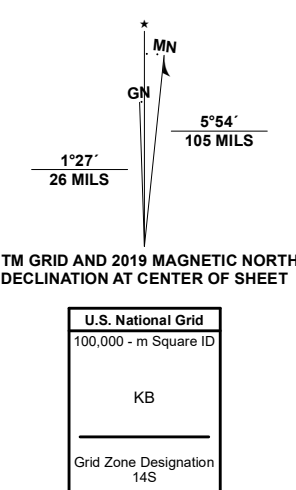 ★
MN
GN
5°54´
105 MILS
1°27´
26 MILS
TM GRID AND 2019 MAGNETIC NORTH
DECLINATION AT CENTER OF SHEET
U.S. National Grid
100,000 - m Square ID
KB
Grid Zone Designation
14S